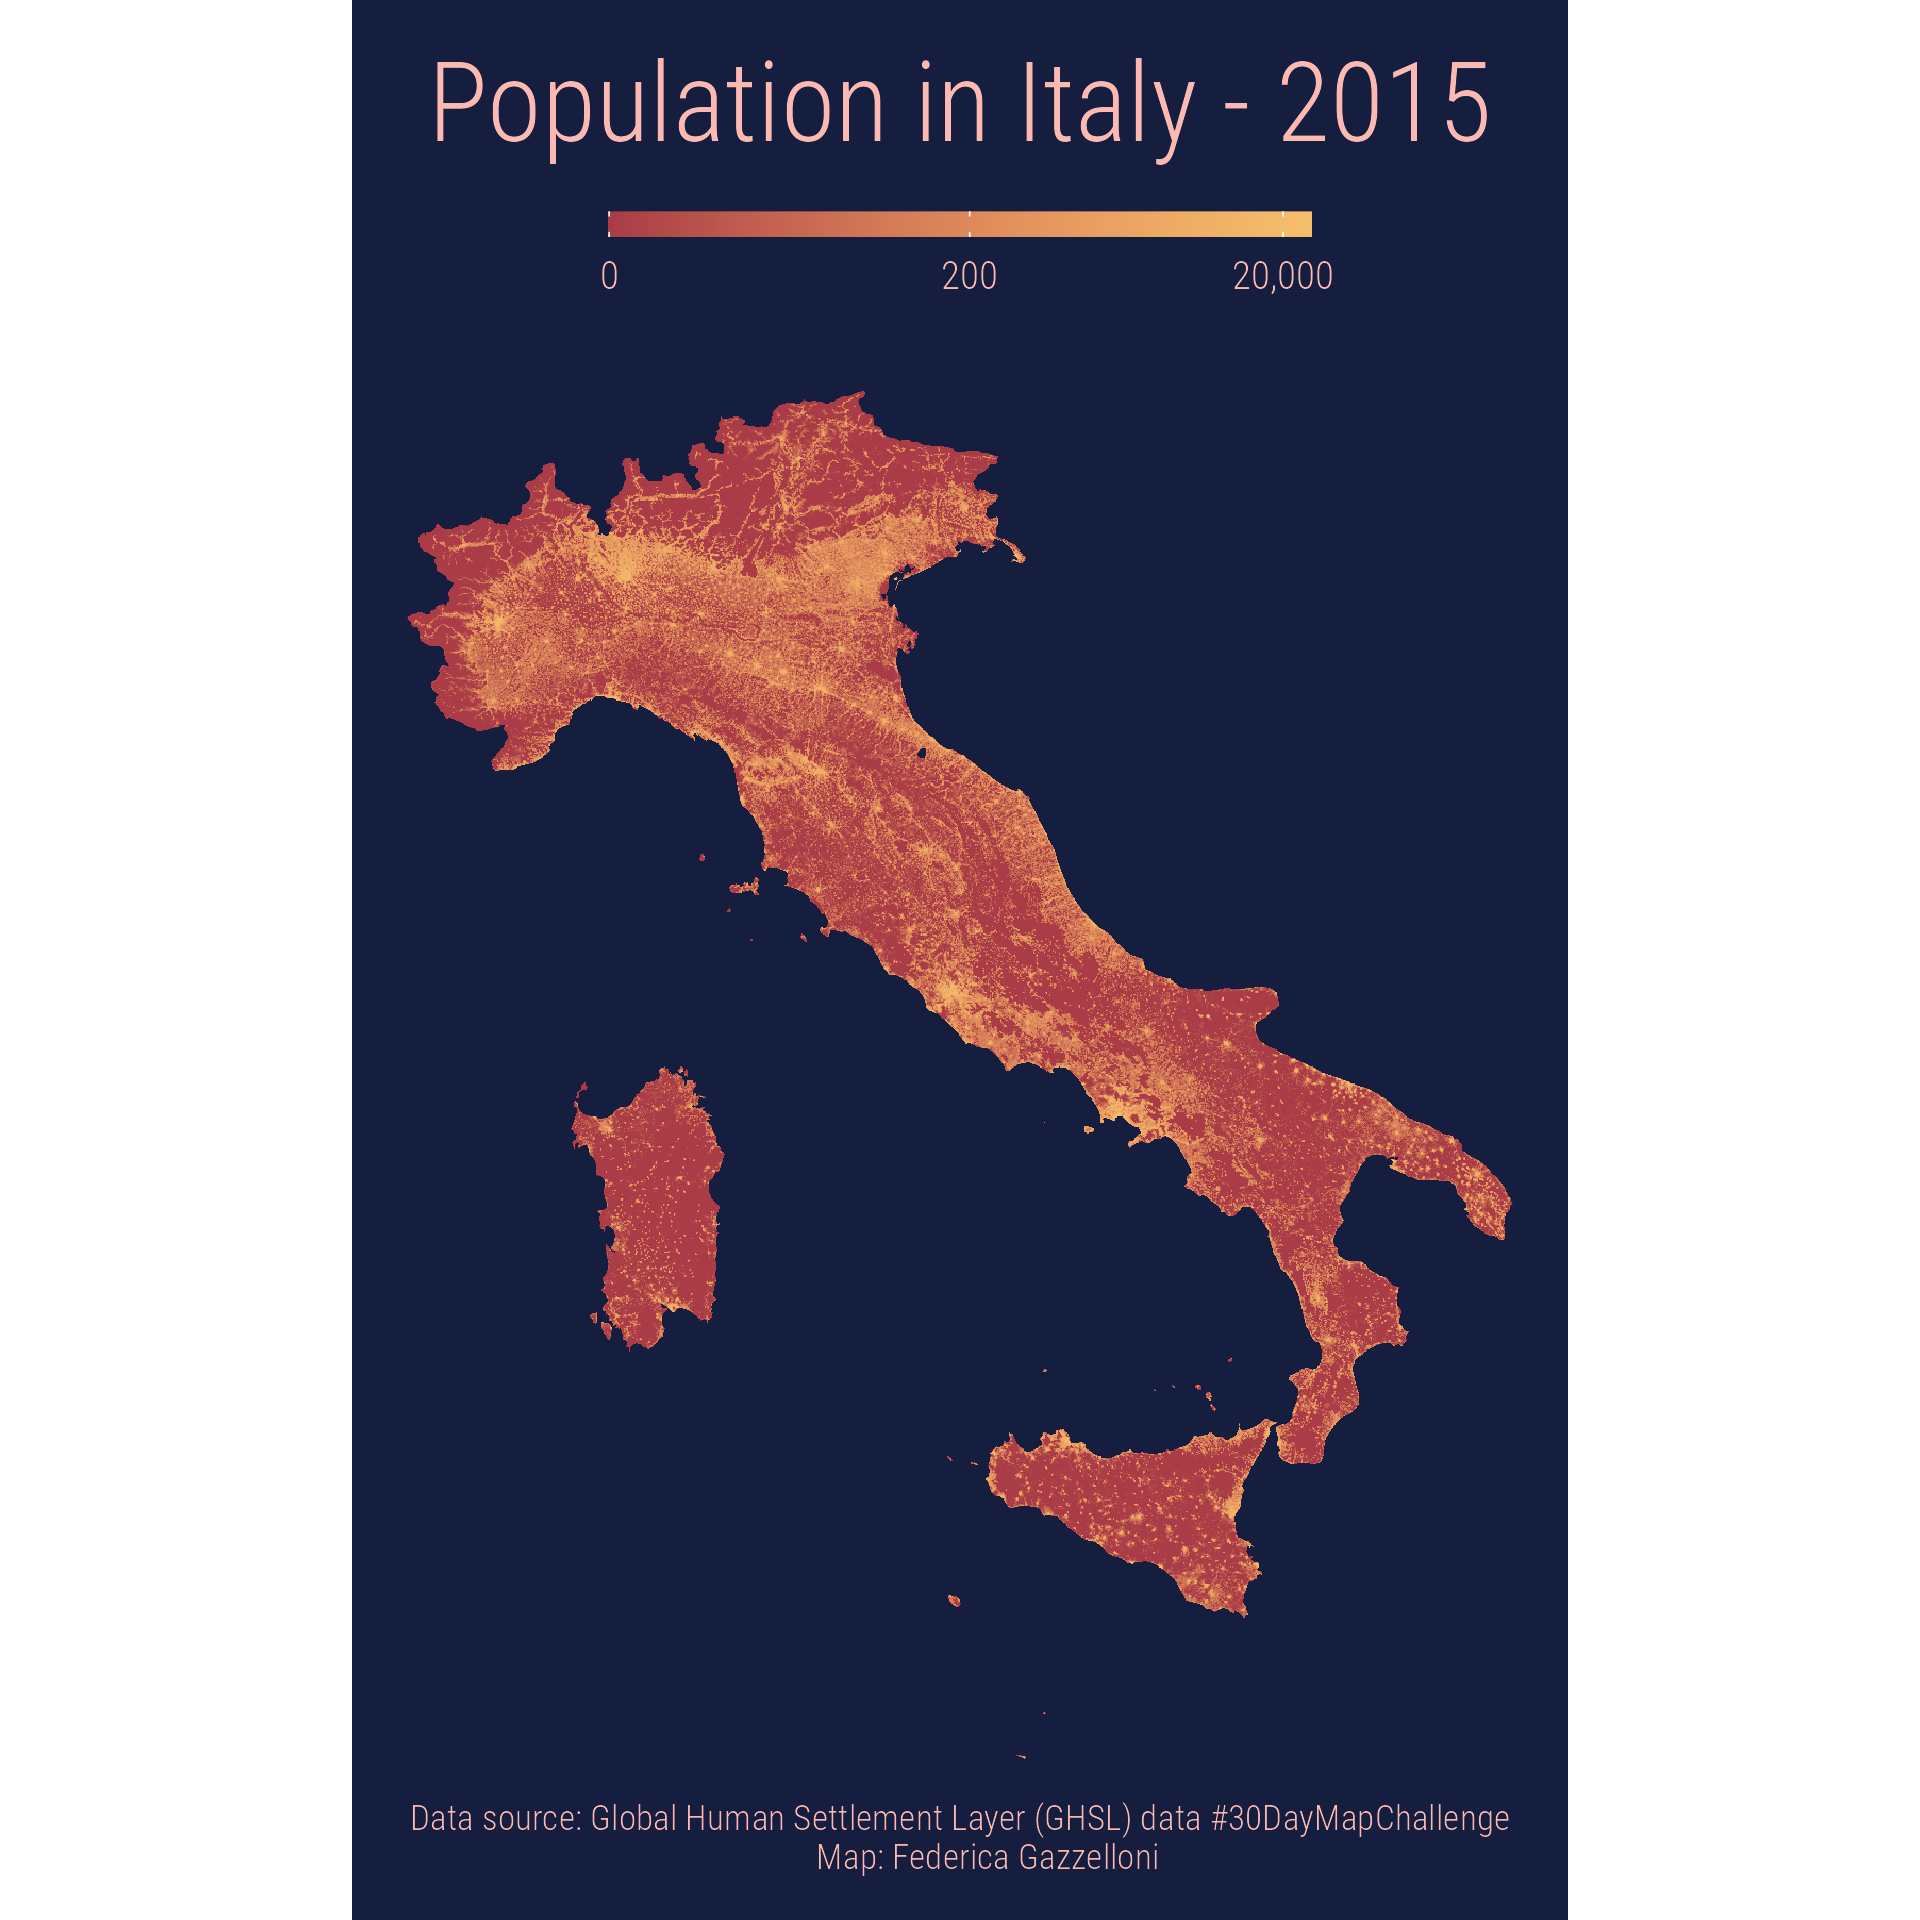 Population in Italy - 2015
0 200 20,000
Data source: Global Human Settlement Layer (GHSL) data #30DayMapChallenge
Map: Federica Gazzelloni